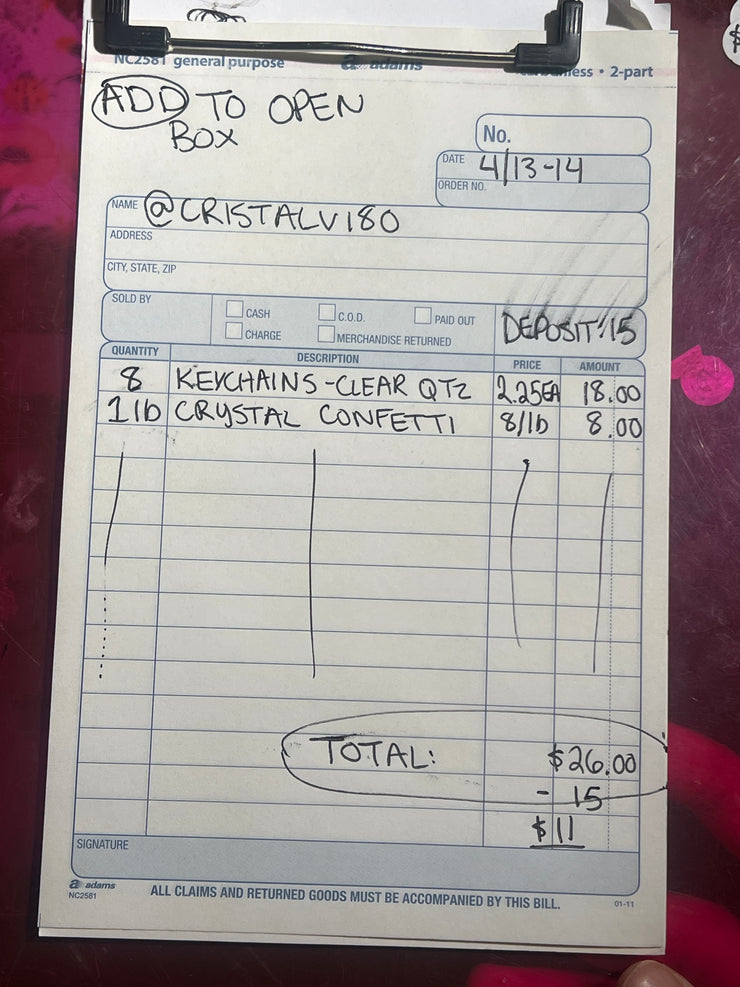 NC2581 general purpose
adams
2-part
ADD TO OPEN
BOX
No.
DATE 4/13-14
ORDER NO.
NAME @CRISTALV180
ADDRESS
CITY, STATE, ZIP
SOLD BY
CASH C.O.D. PAID OUT
CHARGE MERCHANDISE RETURNED
DEPOSIT: 15
QUANTITY DESCRIPTION PRICE AMOUNT
8 KEYCHAINS-CLEAR QTZ 2.25EA 18.00
1 lb CRYSTAL CONFETTI 8/lb 8.00
TOTAL: $26.00
- 15
$11
SIGNATURE
adams
NC2581
ALL CLAIMS AND RETURNED GOODS MUST BE ACCOMPANIED BY THIS BILL.
01-11